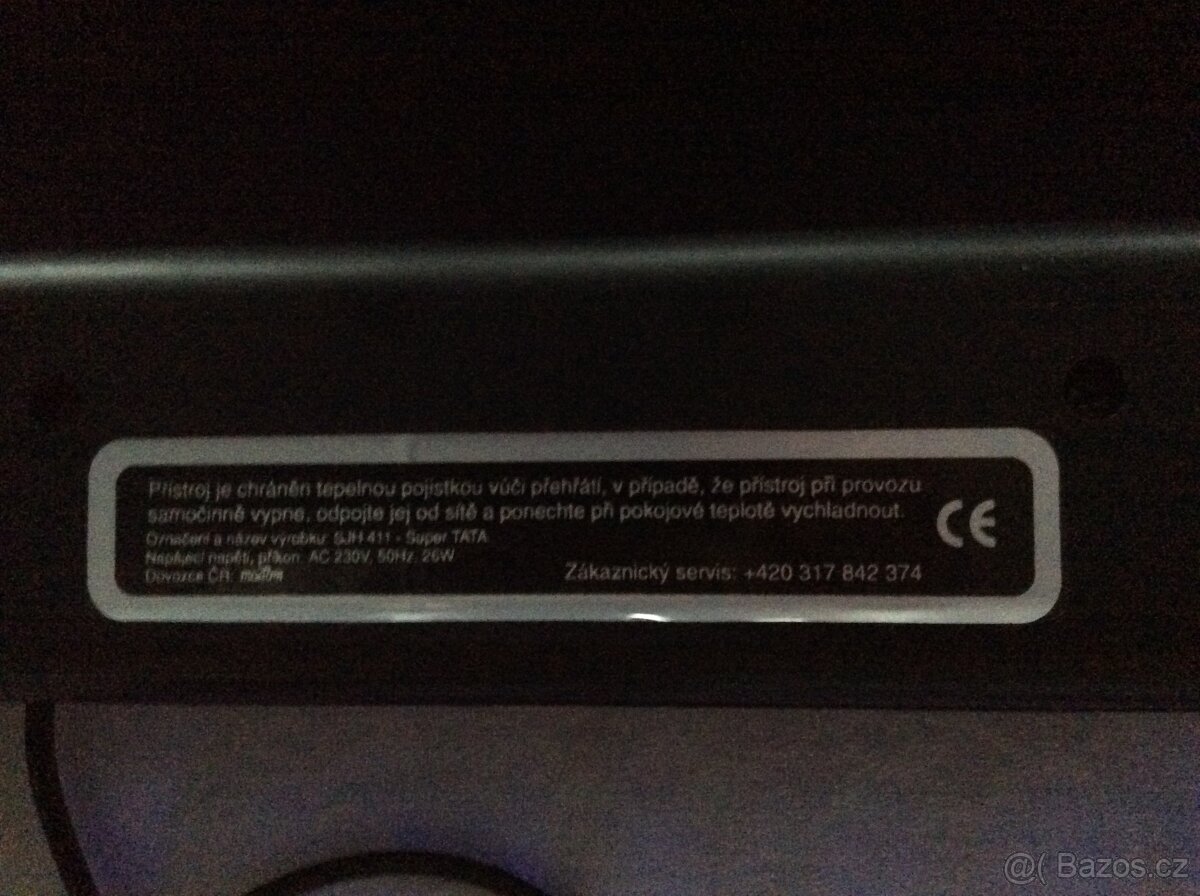 Přístroj je chráněn tepelnou pojistkou vůči přehřátí, v případě, že přístroj při provozu
samočinně vypne, odpojte jej od sítě a ponechte při pokojové teplotě vychladnout.
CE
Označení a název výrobku: SJH 411 - Super TATA
Napájecí napětí, příkon: AC 230V, 50Hz, 26W
Dovozce ČR:
Zákaznický servis: +420 317 842 374
@( Bazos.cz